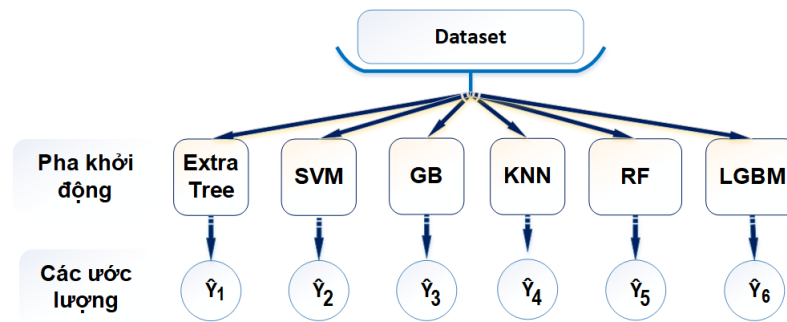 Dataset
Pha khởi
động
Extra
Tree
SVM
GB
KNN
RF
LGBM
Các ước
lượng
Ŷ1
Ŷ2
Ŷ3
Ŷ4
Ŷ5
Ŷ6